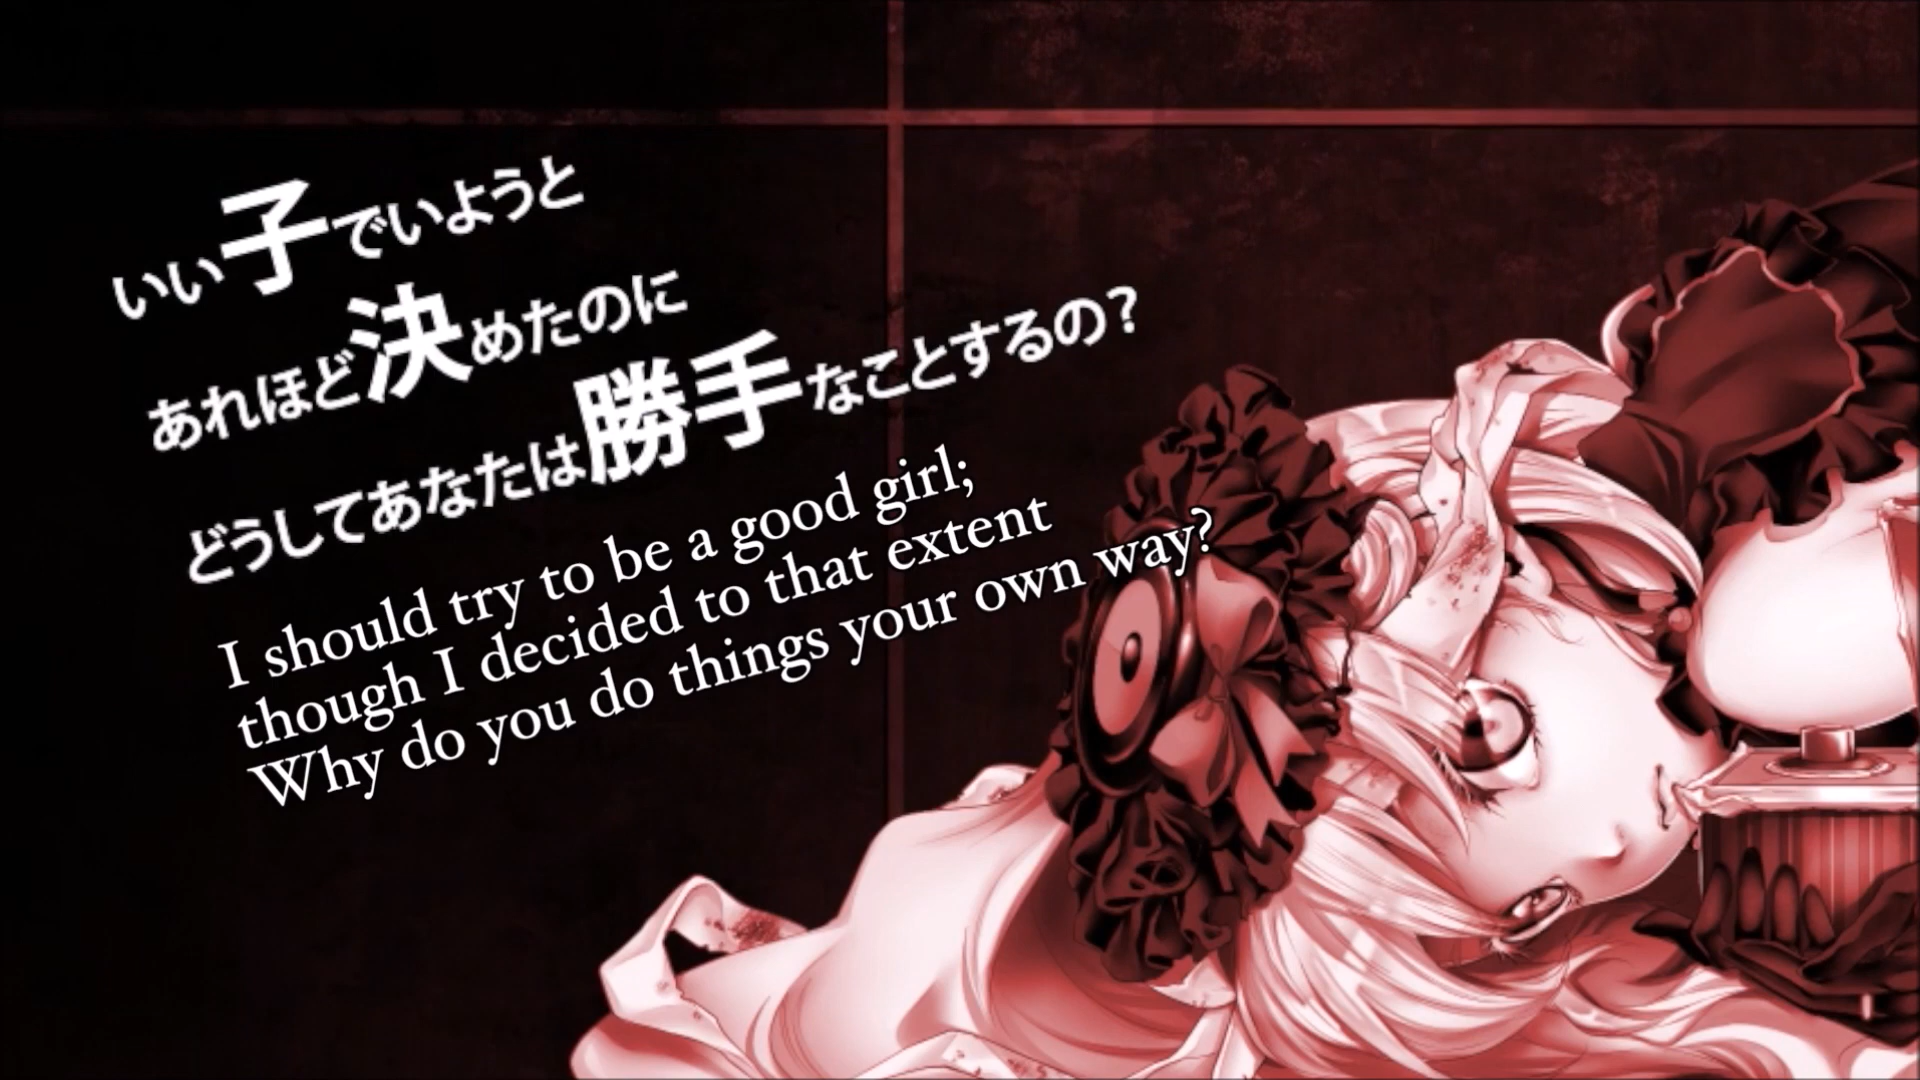 いい子でいようと
あれほど決めたのに
どうしてあなたは勝手なことするの?
I should try to be a good girl;
though I decided to that extent
Why do you do things your own way?